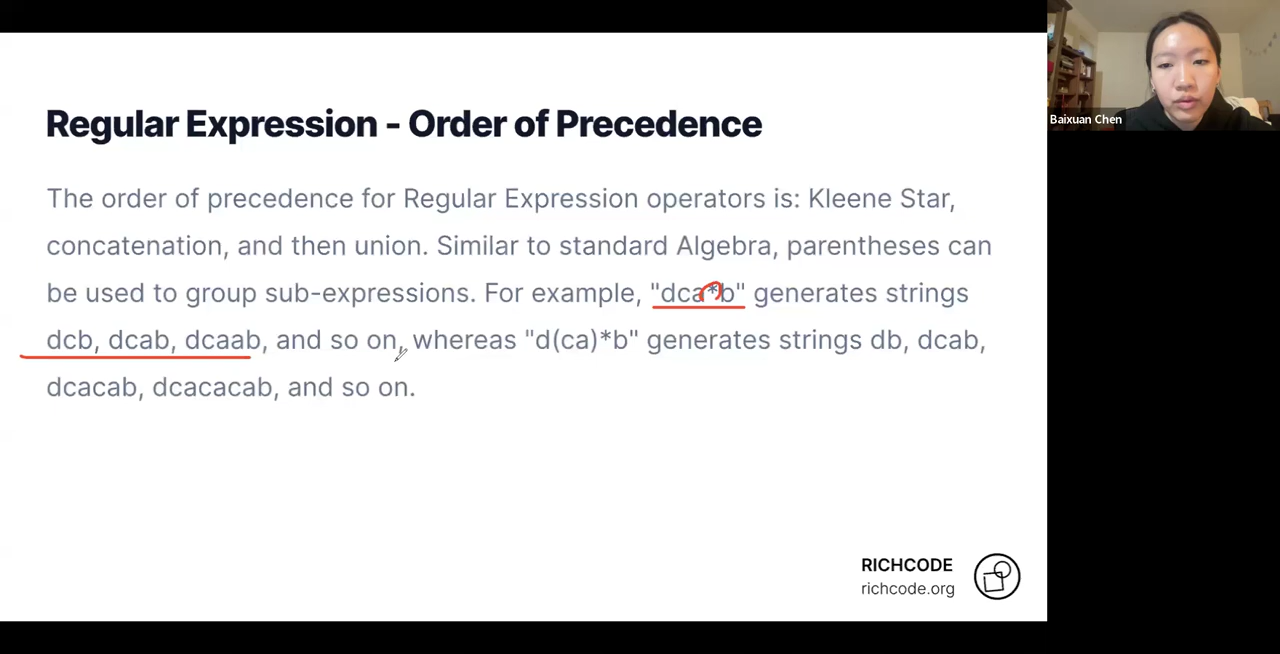 Regular Expression - Order of Precedence
The order of precedence for Regular Expression operators is: Kleene Star,
concatenation, and then union. Similar to standard Algebra, parentheses can
be used to group sub-expressions. For example, "dca*b" generates strings
dcb, dcab, dcaab, and so on, whereas "d(ca)*b" generates strings db, dcab,
dcacab, dcacacab, and so on.
RICHCODE
richcode.org
Baixuan Chen